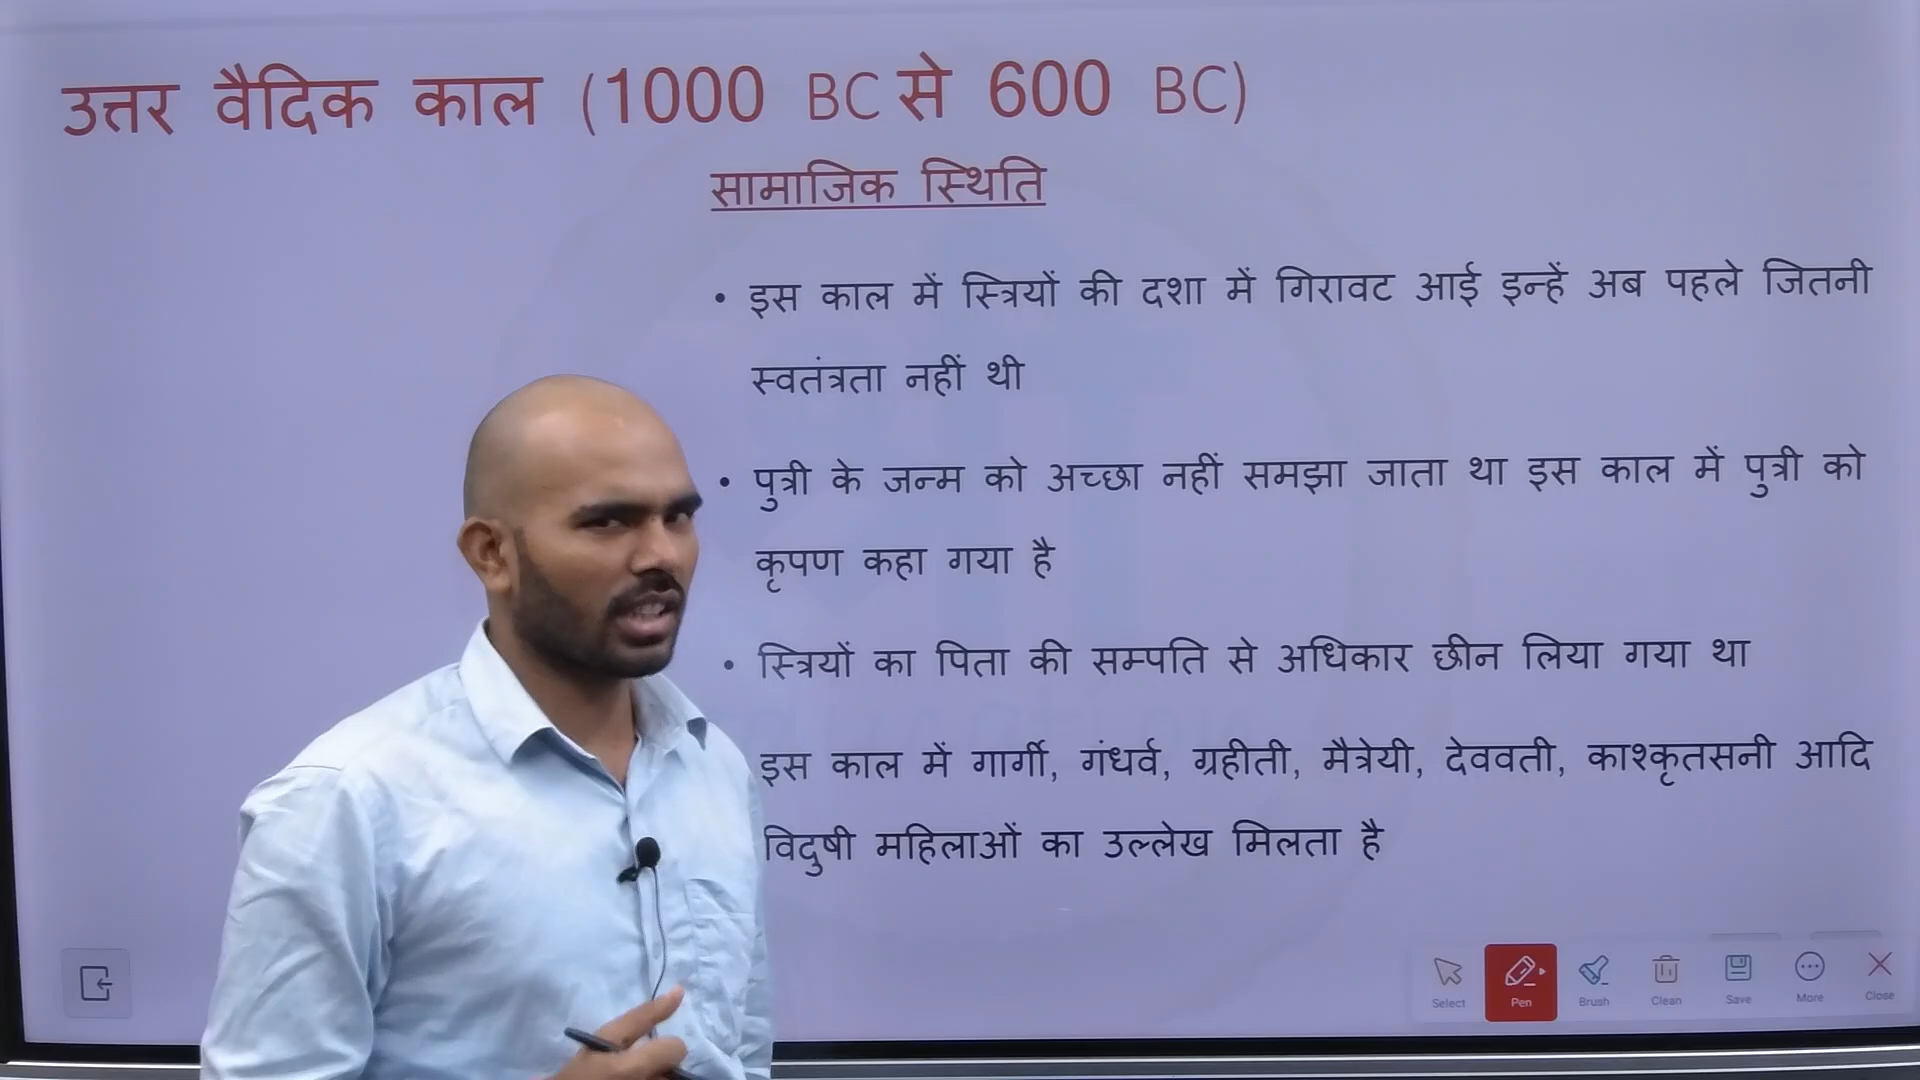 उत्तर वैदिक काल (1000 BC से 600 BC)
सामाजिक स्थिति
• इस काल में स्त्रियों की दशा में गिरावट आई इन्हें अब पहले जितनी
स्वतंत्रता नहीं थी
• पुत्री के जन्म को अच्छा नहीं समझा जाता था इस काल में पुत्री को
कृपण कहा गया है
• स्त्रियों का पिता की सम्पति से अधिकार छीन लिया गया था
इस काल में गार्गी, गंधर्व, ग्रहीती, मैत्रेयी, देववती, काश्कृतसनी आदि
विदुषी महिलाओं का उल्लेख मिलता है
Select Pen Brush Clean Save More Close